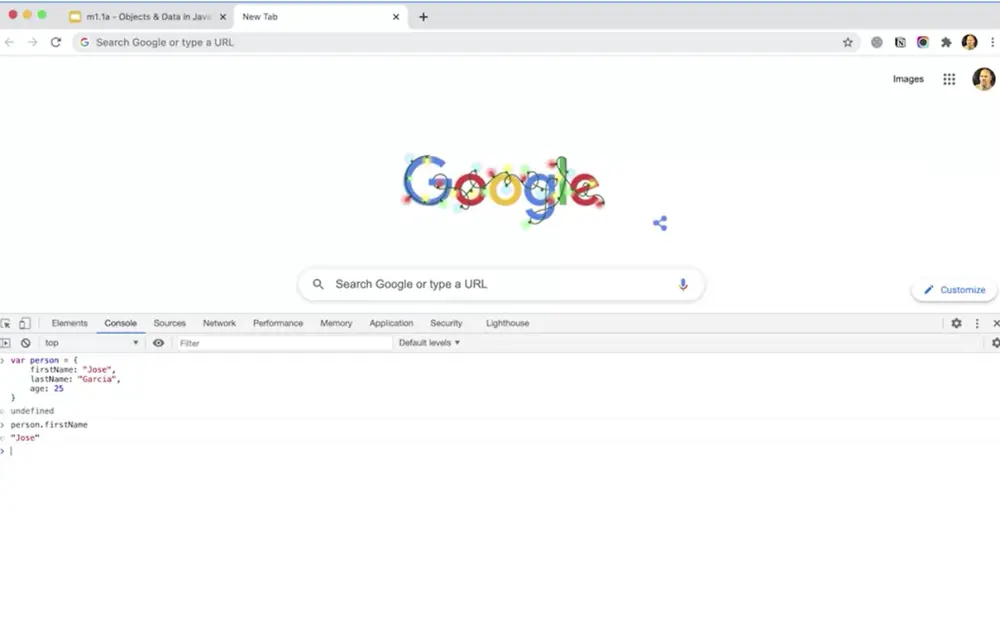 m1.1a - Objects & Data in Java
New Tab
Search Google or type a URL
Images
Google
Search Google or type a URL
Customize
Elements Console Sources Network Performance Memory Application Security Lighthouse
top Filter Default levels
var person = {
firstName: "Jose",
lastName: "Garcia",
age: 25
}
undefined
person.firstName
"Jose"